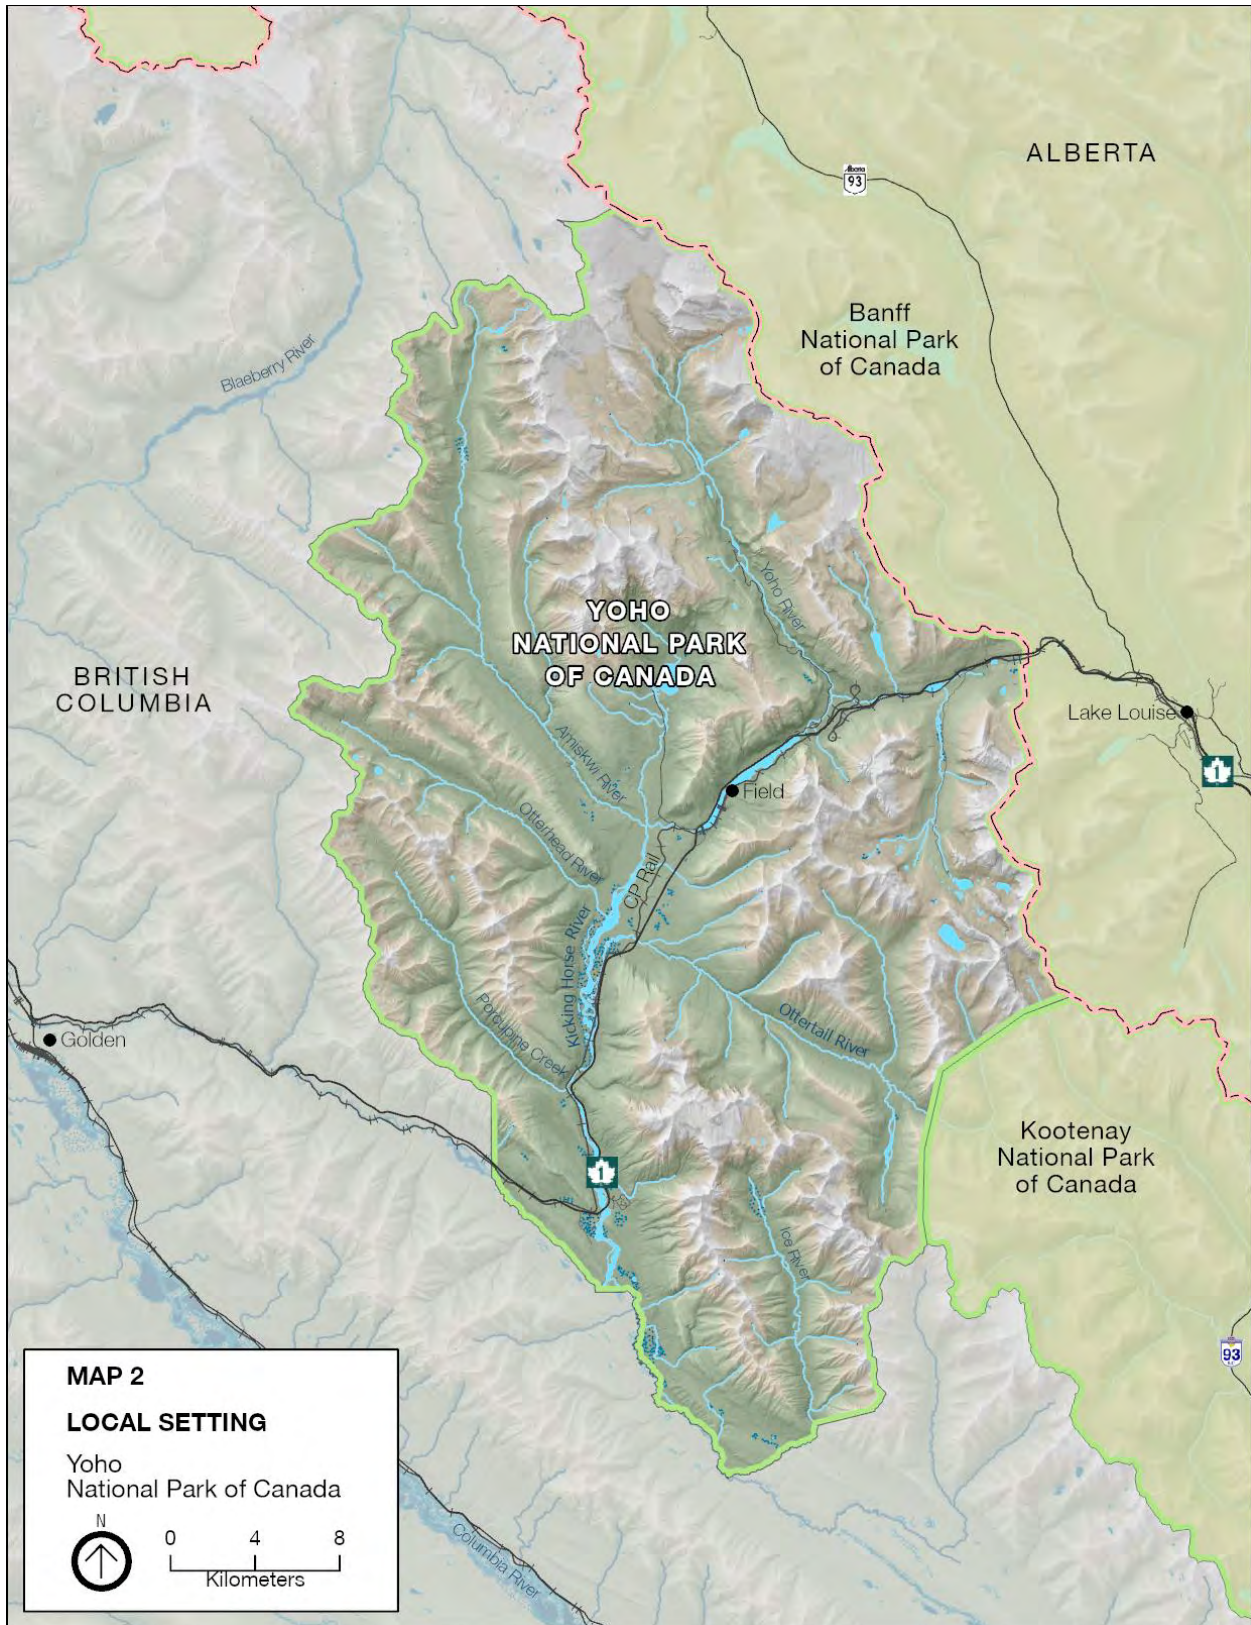 ALBERTA
Alberta
93
Banff
National Park
of Canada
Blaeberry River
Yoho River
YOHO
NATIONAL PARK
OF CANADA
BRITISH
COLUMBIA
Lake Louise
1
Amiskwi River
Field
Otterhead River
CP Rail
Kicking Horse River
Porcupine Creek
Ottertail River
Golden
Kootenay
National Park
of Canada
1
Ice River
93
MAP 2
LOCAL SETTING
Yoho
National Park of Canada
N
0 4 8
Kilometers
Columbia River